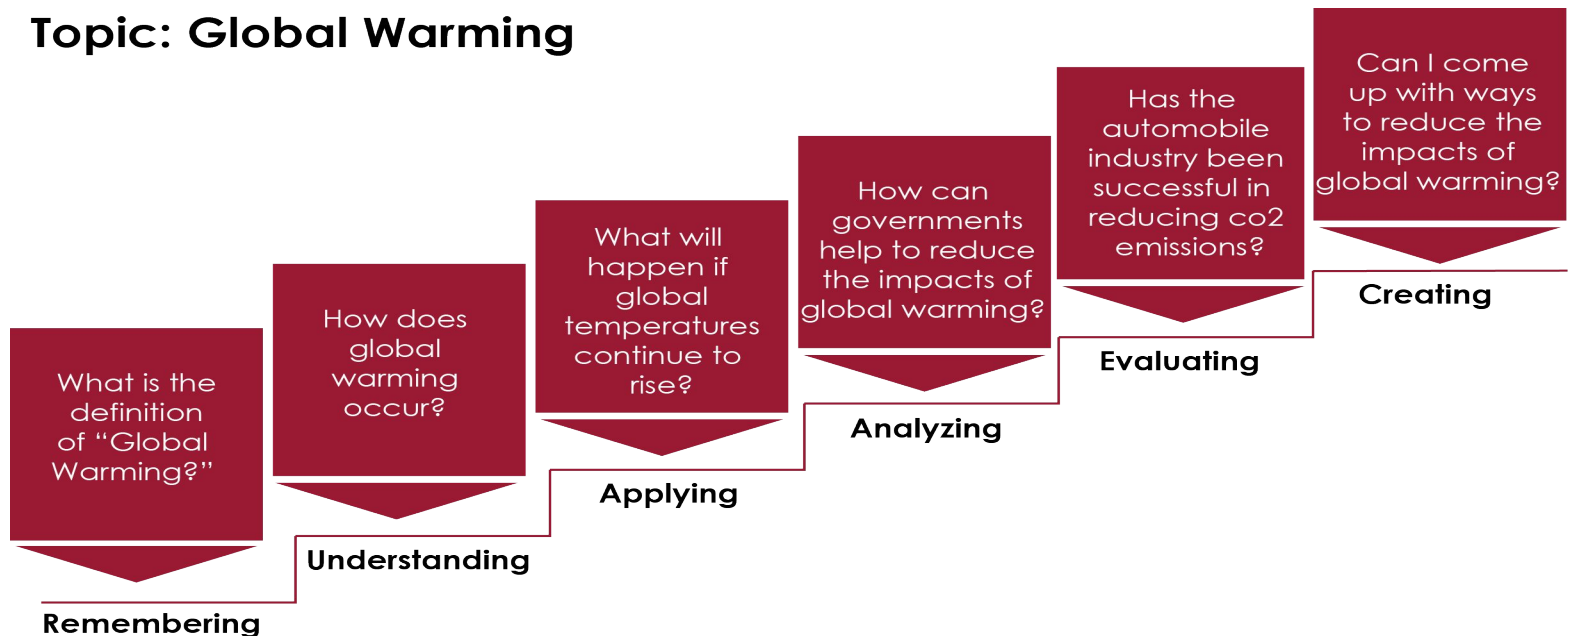 Topic: Global Warming
What is the
definition
of “Global
Warming?”
Remembering
How does
global
warming
occur?
Understanding
What will
happen if
global
temperatures
continue to
rise?
Applying
How can
governments
help to reduce
the impacts of
global warming?
Analyzing
Has the
automobile
industry been
successful in
reducing co2
emissions?
Evaluating
Can I come
up with ways
to reduce the
impacts of
global warming?
Creating